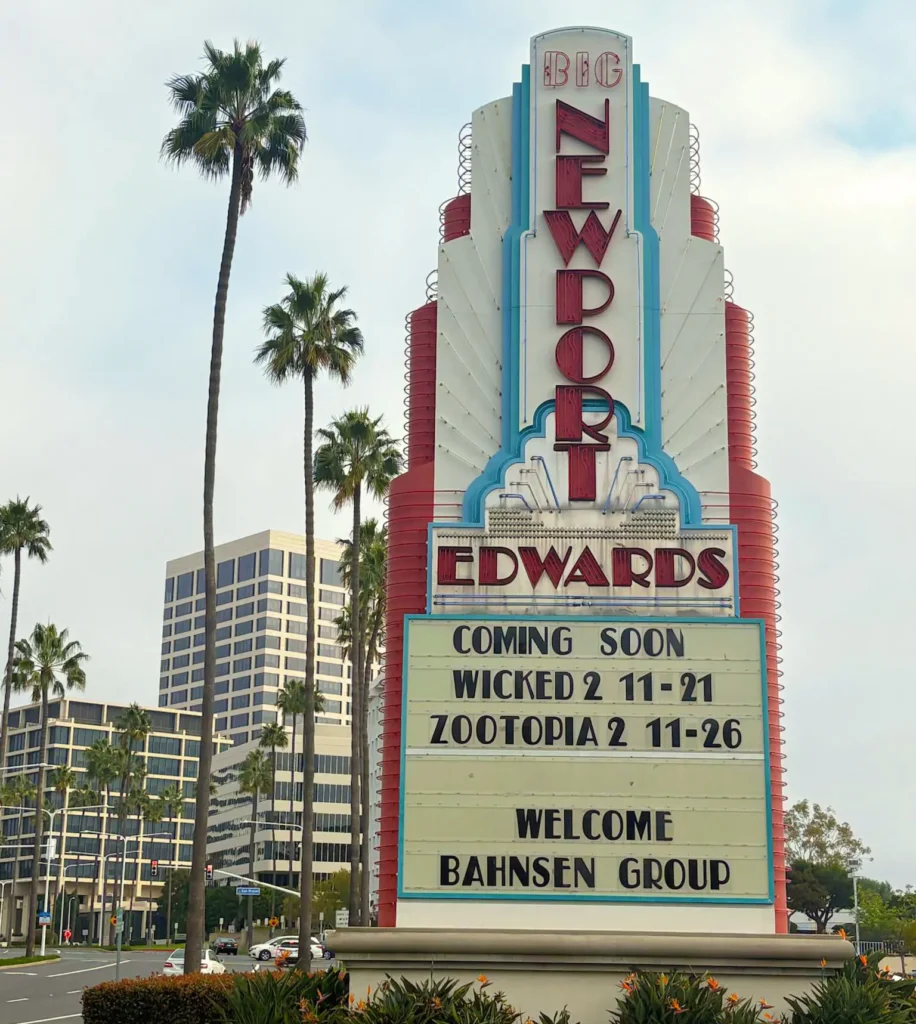 BIG
NEWPORT
EDWARDS
COMING SOON
WICKED 2 11-21
ZOOTOPIA 2 11-26
WELCOME
BAHNSEN GROUP